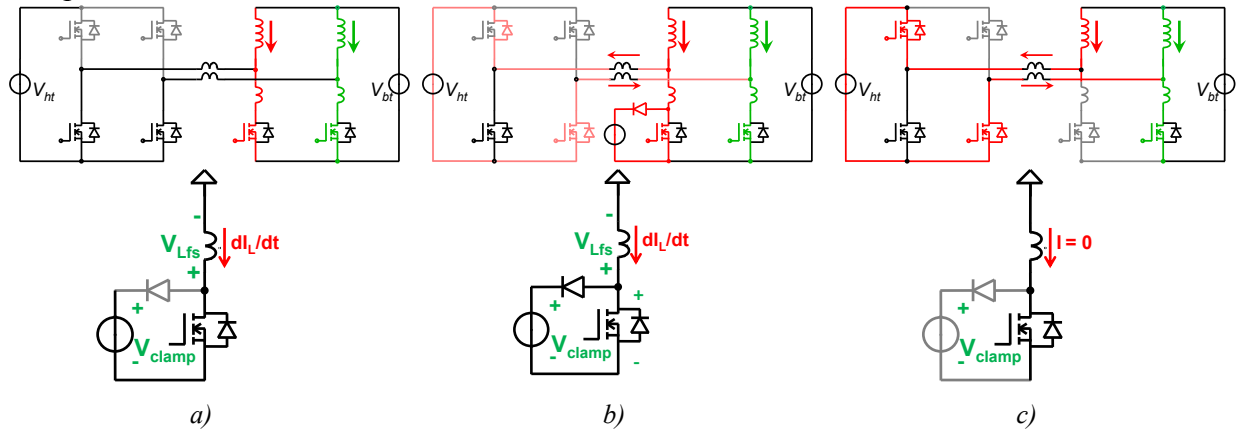 V_ht V_bt V_ht V_bt V_ht V_bt
- - -
V_Lfs dI_L/dt V_Lfs dI_L/dt I = 0
+ + +
+ + + +
V_clamp V_clamp V_clamp
- - - -
a) b) c)